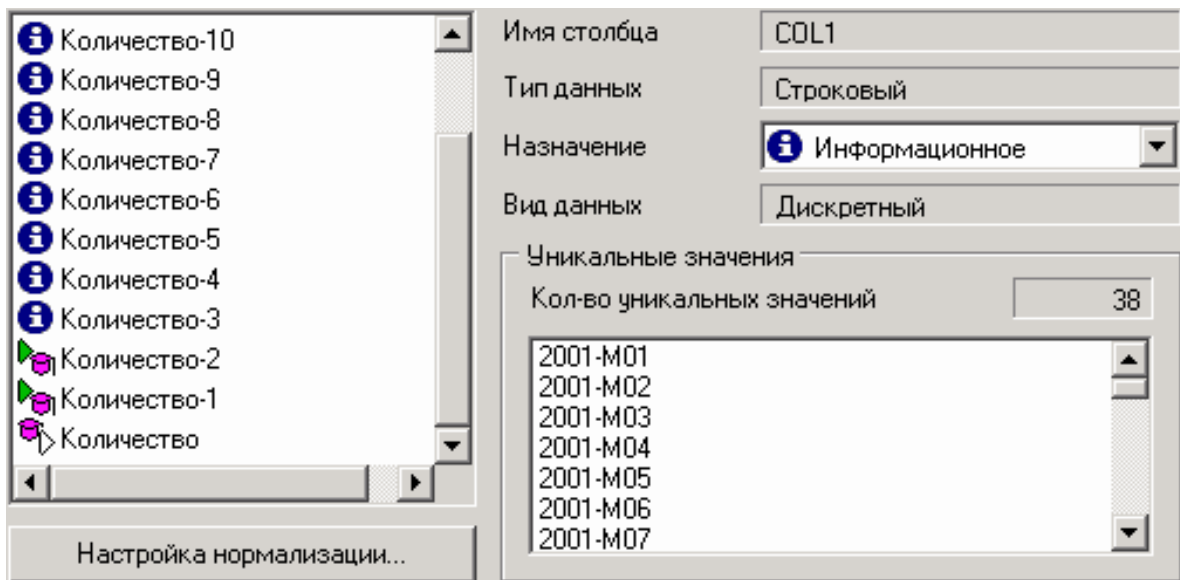 Количество-10
Количество-9
Количество-8
Количество-7
Количество-6
Количество-5
Количество-4
Количество-3
Количество-2
Количество-1
Количество
Настройка нормализации...
Имя столбца COL1
Тип данных Строковый
Назначение Информационное
Вид данных Дискретный
Уникальные значения
Кол-во уникальных значений 38
2001-M01
2001-M02
2001-M03
2001-M04
2001-M05
2001-M06
2001-M07